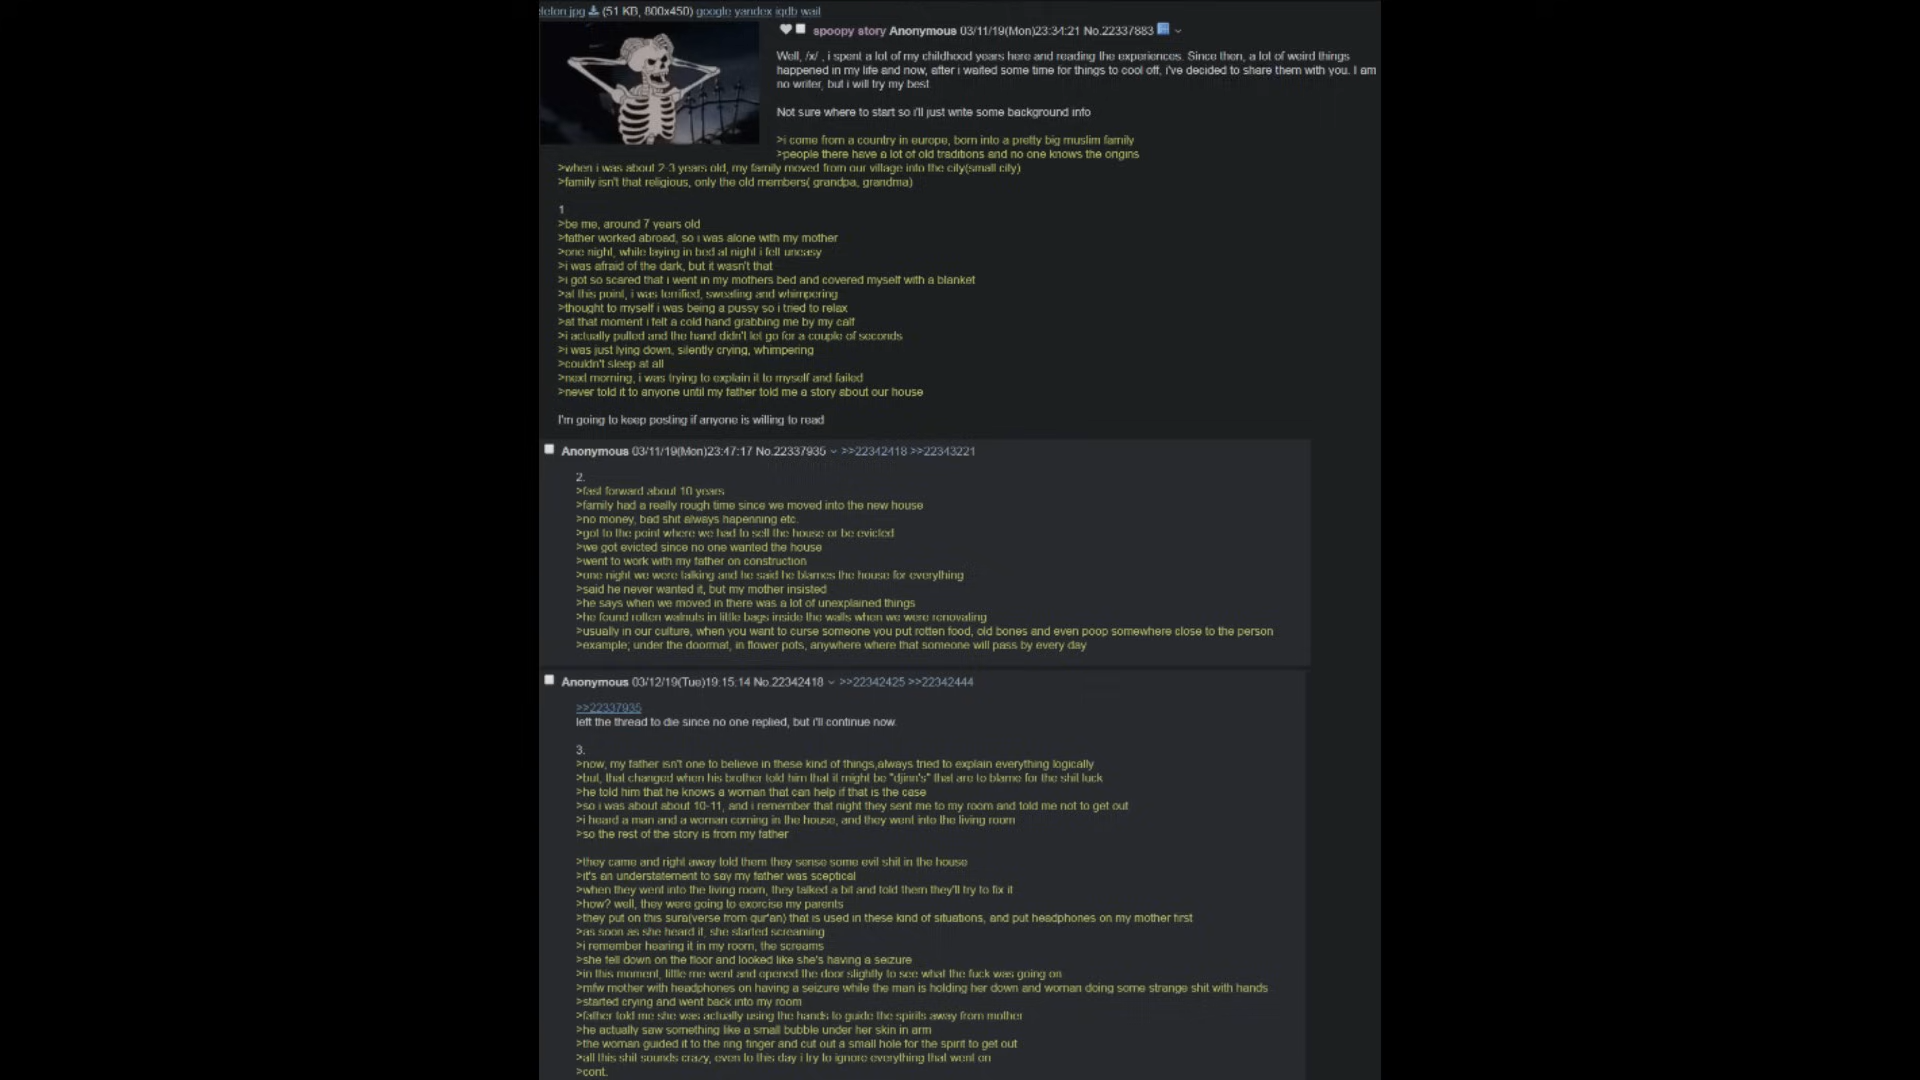 elelon.jpg (51 KB, 800x450) google yandex iqdb wait
spoopy story Anonymous 03/11/19(Mon)23:34:21 No.22337883
Well, /x/ , i spent a lot of my childhood years here and reading the experiences. Since then, a lot of weird things
happened in my life and now, after i waited some time for things to cool off, i've decided to share them with you. I am
no writer, but i will try my best
Not sure where to start so i'll just write some background info
>i come from a country in europe, born into a pretty big muslim family
>people there have a lot of old traditions and no one knows the origins
>when i was about 2-3 years old, my family moved from our village into the city(small city)
>family isn't that religious, only the old members( grandpa, grandma)
1
>be me, around 7 years old
>father worked abroad, so i was alone with my mother
>one night, while laying in bed at night i felt uneasy
>i was afraid of the dark, but it wasn't that
>i got so scared that i went in my mothers bed and covered myself with a blanket
>at this point, i was terrified, sweating and whimpering
>thought to myself i was being a pussy so i tried to relax
>at that moment i felt a cold hand grabbing me by my calf
>i actually pulled and the hand didn't let go for a couple of seconds
>i was just lying down, silently crying, whimpering
>couldn't sleep at all
>next morning, i was trying to explain it to myself and failed
>never told it to anyone until my father told me a story about our house
I'm going to keep posting if anyone is willing to read
Anonymous 03/11/19(Mon)23:47:17 No.22337935 >>22342418 >>22343221
2.
>fast forward about 10 years
>family had a really rough time since we moved into the new house
>no money, bad shit always hapenning etc.
>got to the point where we had to sell the house or be evicted
>we got evicted since no one wanted the house
>went to work with my father on construction
>one night we were talking and he said he blames the house for everything
>said he never wanted it, but my mother insisted
>he says when we moved in there was a lot of unexplained things
>he found rotten walnuts in little bags inside the walls when we were renovating
>usually in our culture, when you want to curse someone you put rotten food, old bones and even poop somewhere close to the person
>example; under the doormat, in flower pots, anywhere where that someone will pass by every day
Anonymous 03/12/19(Tue)19:15:14 No.22342418 >>22342425 >>22342444
>>22337935
left the thread to die since no one replied, but i'll continue now.
3.
>now, my father isn't one to believe in these kind of things,always tried to explain everything logically
>but, that changed when his brother told him that it might be "djinn's" that are to blame for the shit luck
>he told him that he knows a woman that can help if that is the case
>so i was about about 10-11, and i remember that night they sent me to my room and told me not to get out
>i heard a man and a woman coming in the house, and they went into the living room
>so the rest of the story is from my father
>they came and right away told them they sense some evil shit in the house
>it's an understatement to say my father was sceptical
>when they went into the living room, they talked a bit and told them they'll try to fix it
>how? well, they were going to exorcise my parents
>they put on this sura(verse from qur'an) that is used in these kind of situations, and put headphones on my mother first
>as soon as she heard it, she started screaming
>i remember hearing it in my room, the screams
>she fell down on the floor and looked like she's having a seizure
>in this moment, little me went and opened the door slightly to see what the fuck was going on
>mfw mother with headphones on having a seizure while the man is holding her down and woman doing some strange shit with hands
>started crying and went back into my room
>father told me she was actually using the hands to guide the spirits away from mother
>he actually saw something like a small bubble under her skin in arm
>the woman guided it to the ring finger and cut out a small hole for the spirit to get out
>all this shit sounds crazy, even to this day i try to ignore everything that went on
>cont.